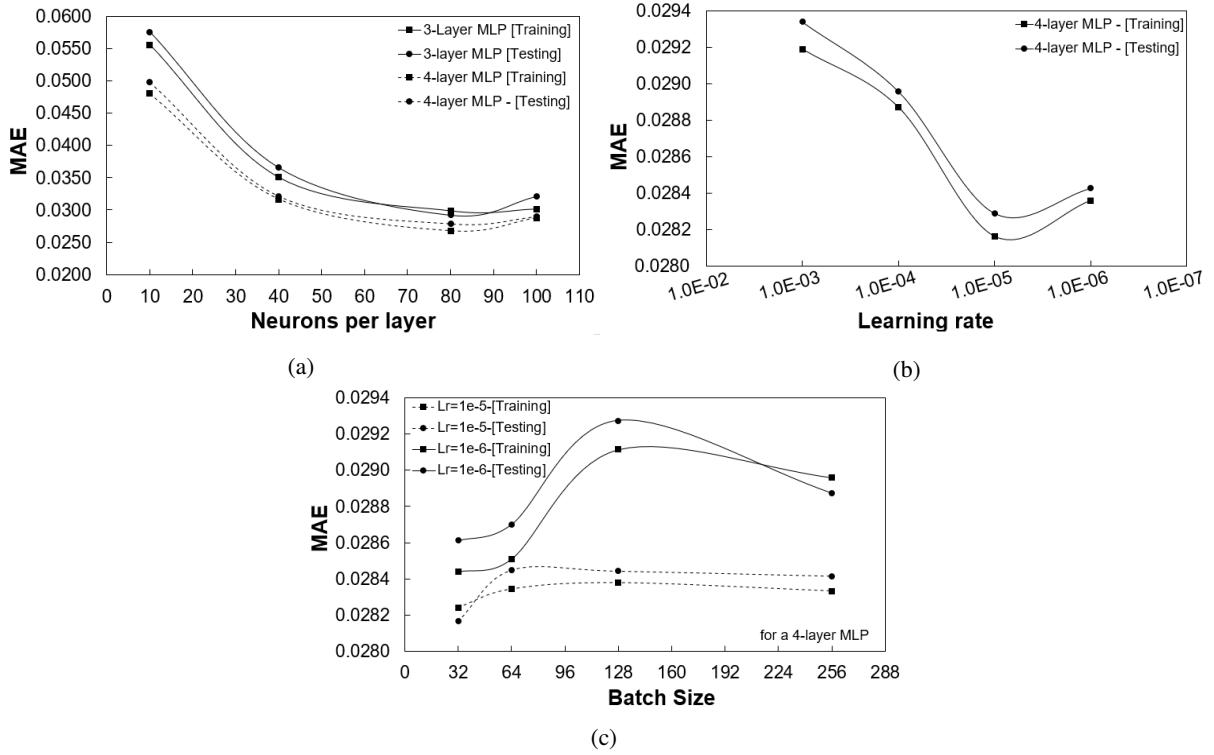 0.0600
0.0550
0.0500
0.0450
0.0400
0.0350
0.0300
0.0250
0.0200
MAE
3-Layer MLP [Training]
3-Layer MLP [Testing]
4-layer MLP [Training]
4-layer MLP - [Testing]
0 10 20 30 40 50 60 70 80 90 100 110
Neurons per layer
(a)
0.0294
0.0292
0.0290
0.0288
0.0286
0.0284
0.0282
0.0280
MAE
4-layer MLP - [Training]
4-layer MLP - [Testing]
1.0E-02 1.0E-03 1.0E-04 1.0E-05 1.0E-06 1.0E-07
Learning rate
(b)
0.0294
0.0292
0.0290
0.0288
0.0286
0.0284
0.0282
0.0280
MAE
Lr=1e-5-[Training]
Lr=1e-5-[Testing]
Lr=1e-6-[Training]
Lr=1e-6-[Testing]
for a 4-layer MLP
0 32 64 96 128 160 192 224 256 288
Batch Size
(c)